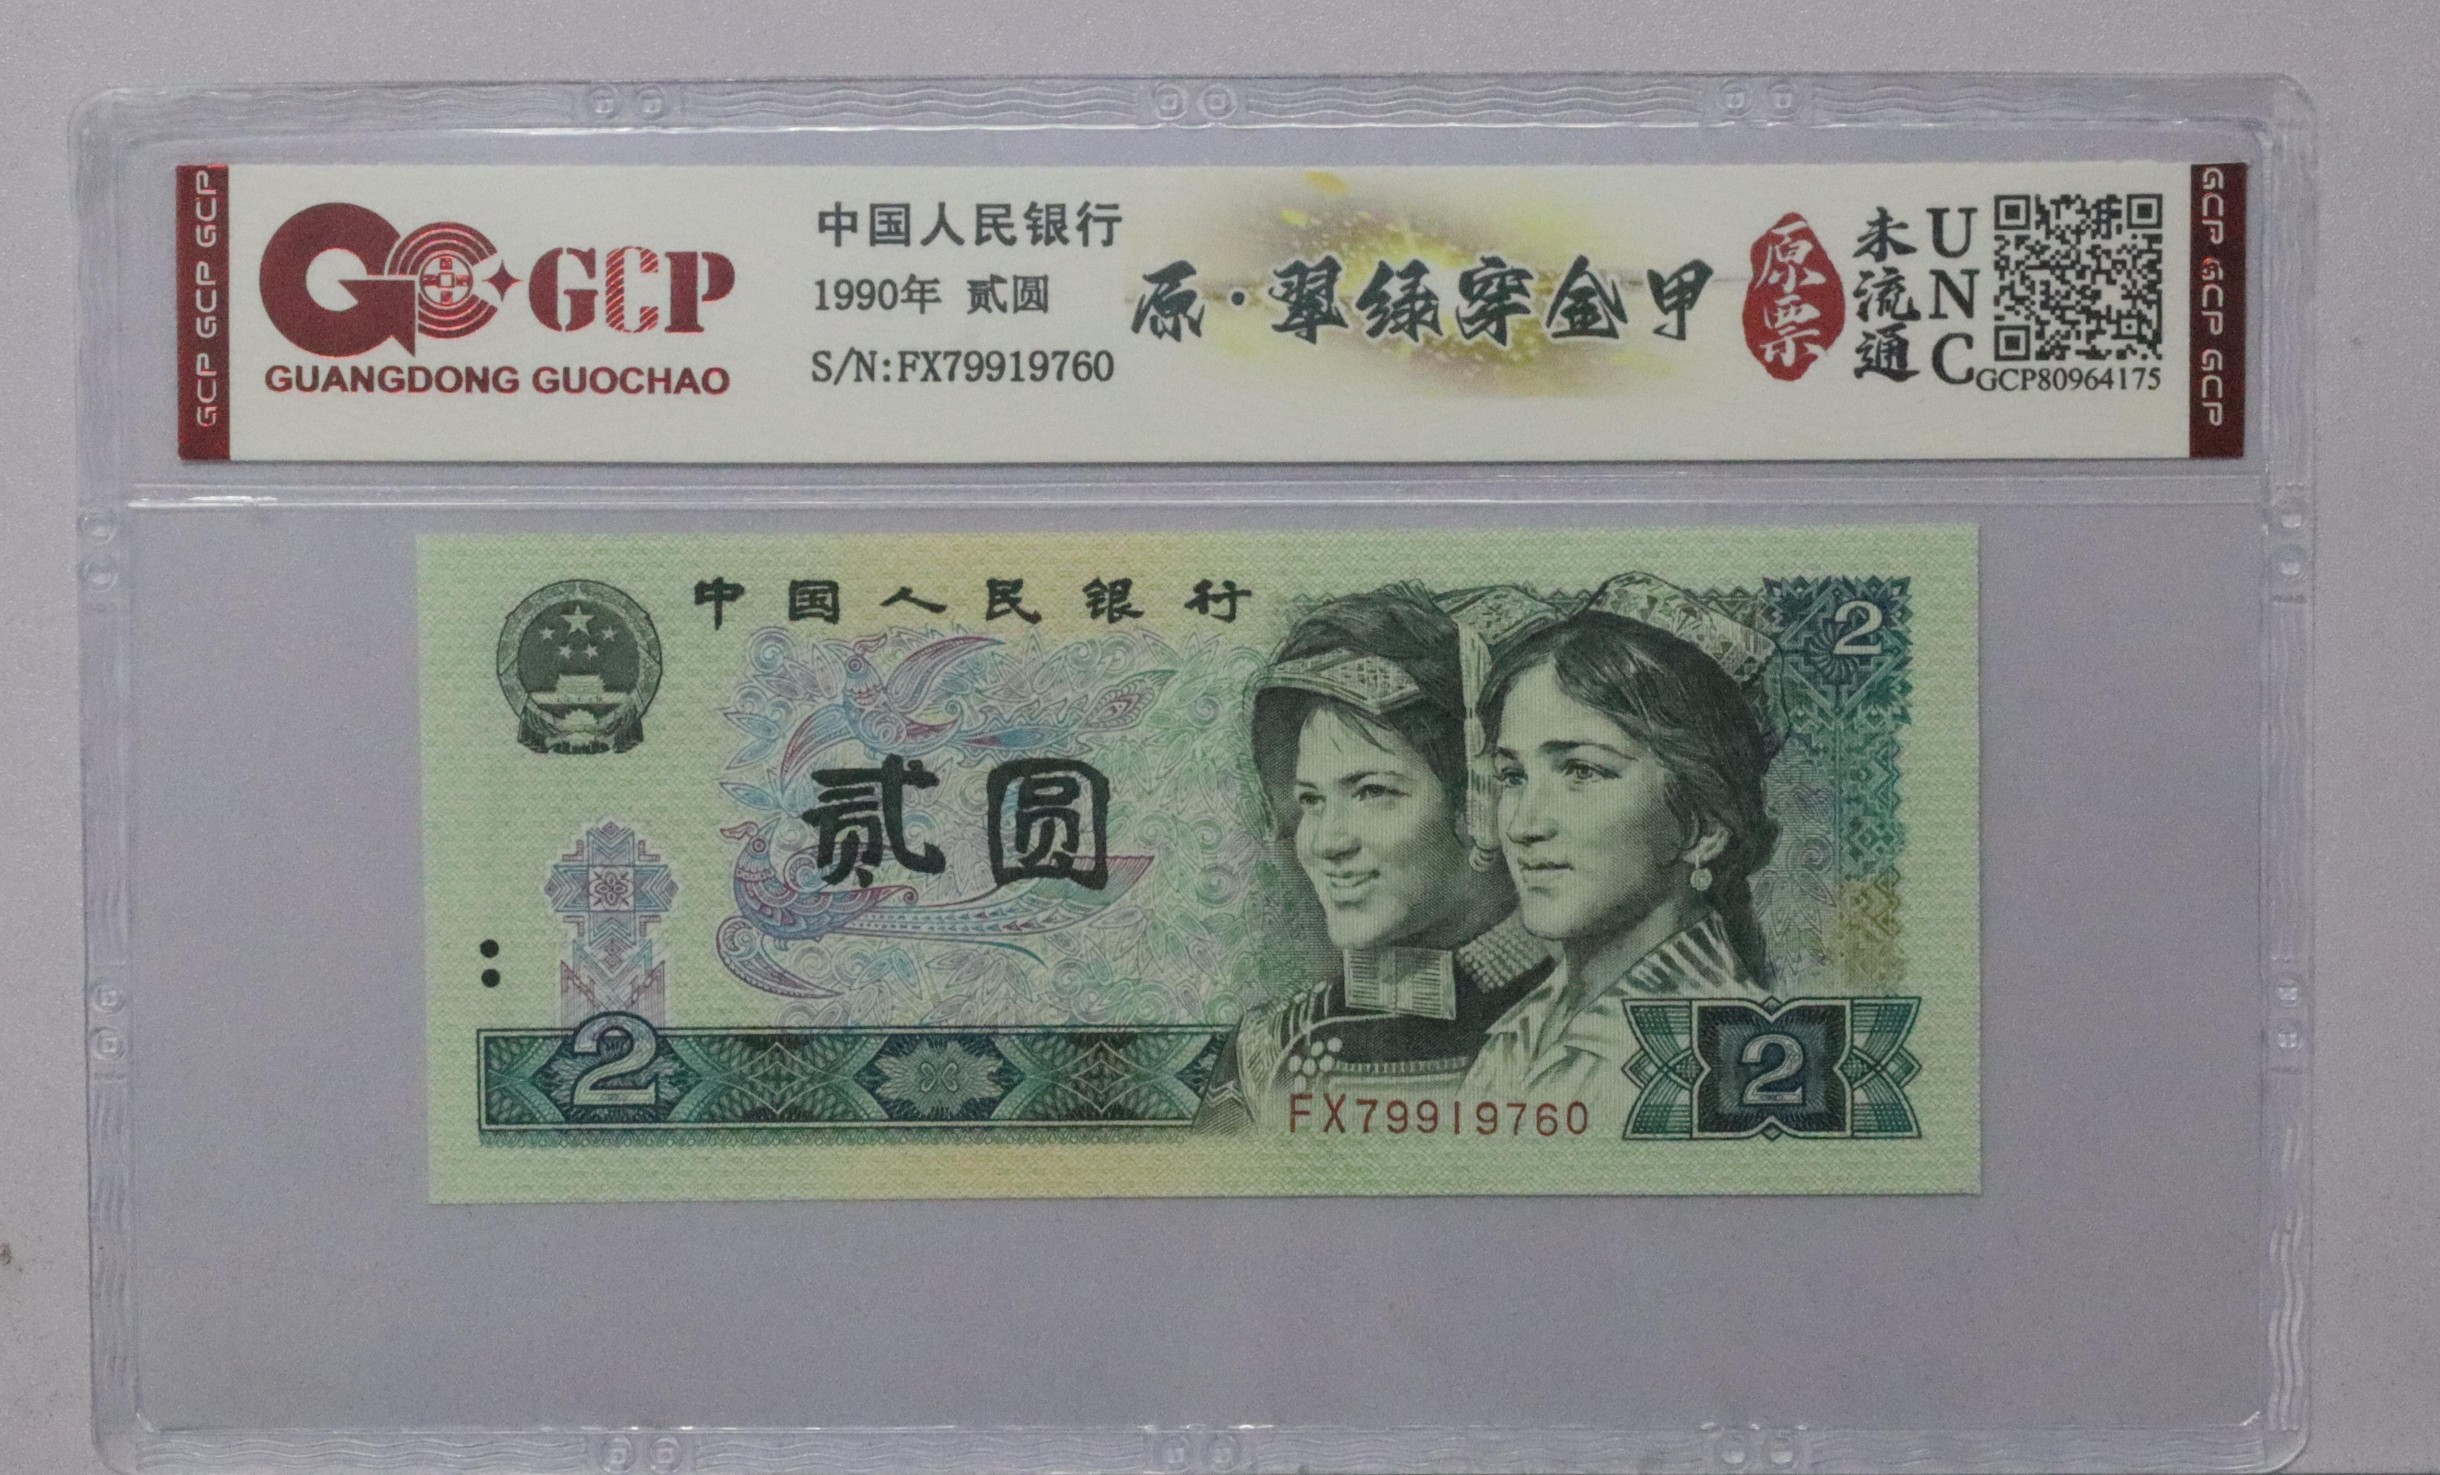 GCP GCP GCP
GCP
GUANGDONG GUOCHAO
中国人民银行
1990年 贰圆
S/N:FX79919760
原·翠绿穿金甲
原票
未流通
UNC
GCP80964175
GCP GCP GCP
中国人民银行
2
贰圆
2
FX79919760
2